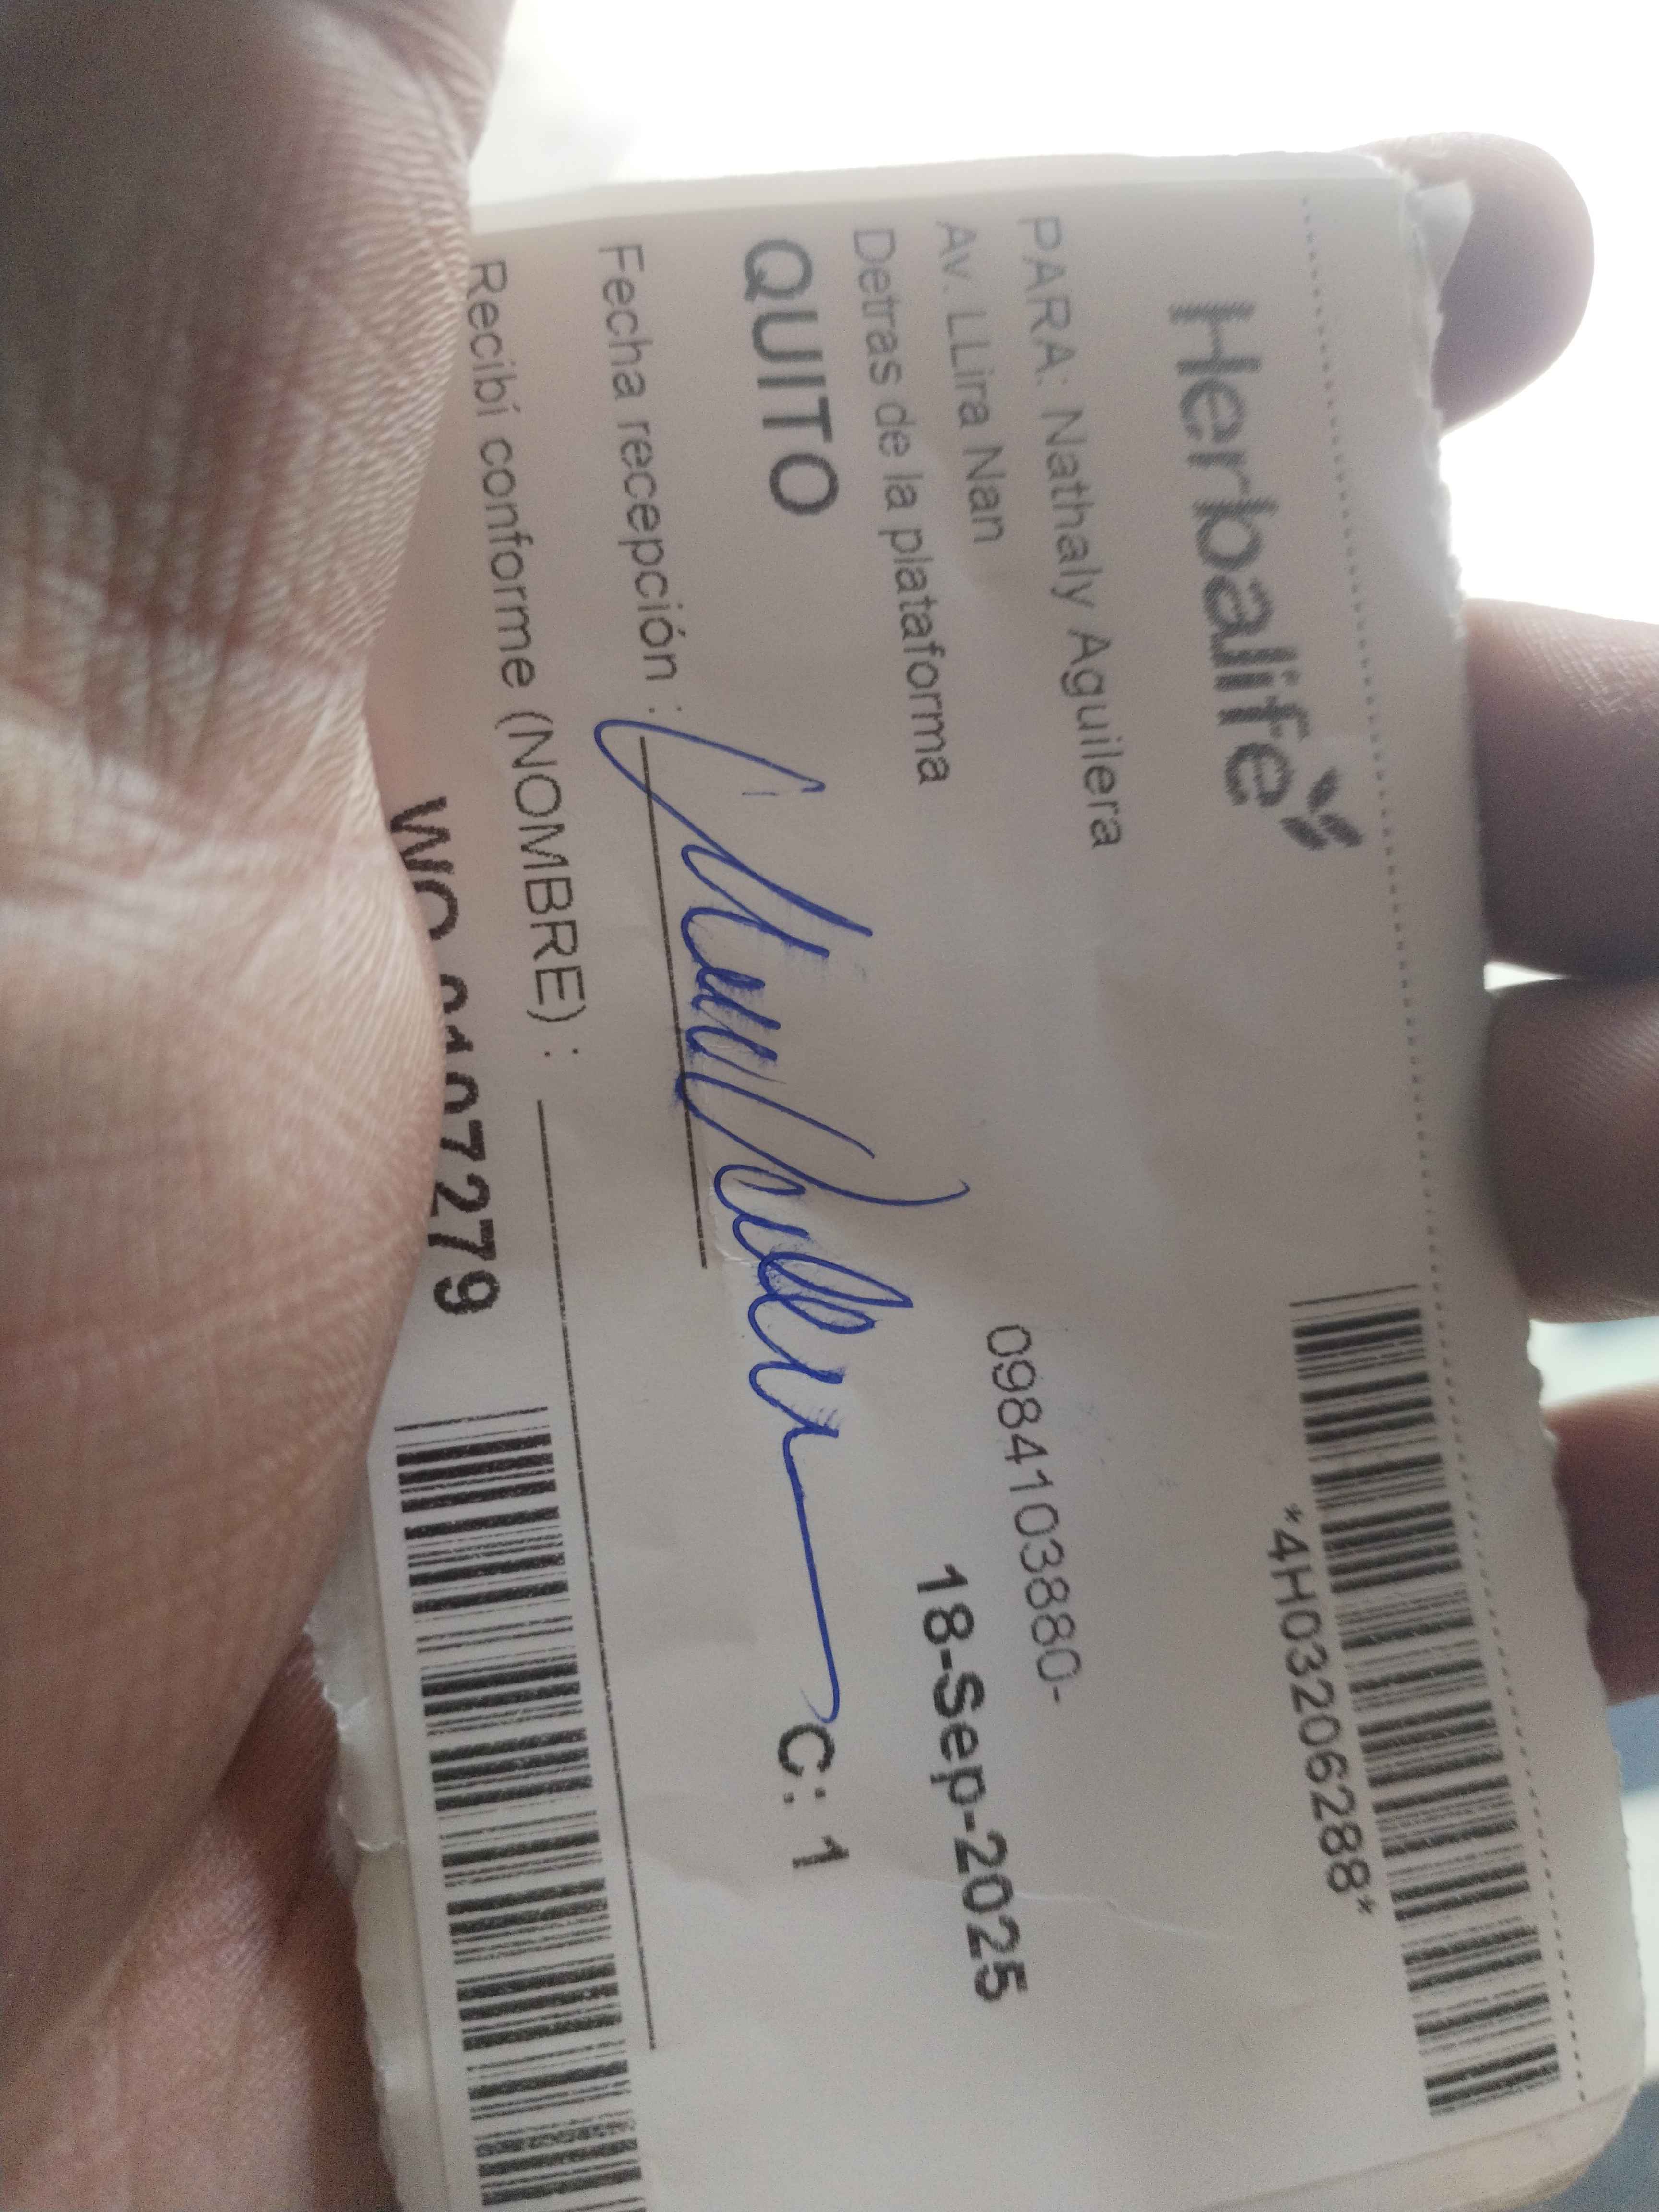 Herbalife
*4H03206288*
PARA: Nathaly Aguilera
Av. LLira Nan
0984103880-
Detras de la plataforma
18-Sep-2025
QUITO
C: 1
Fecha recepción :
Recibí conforme (NOMBRE) :